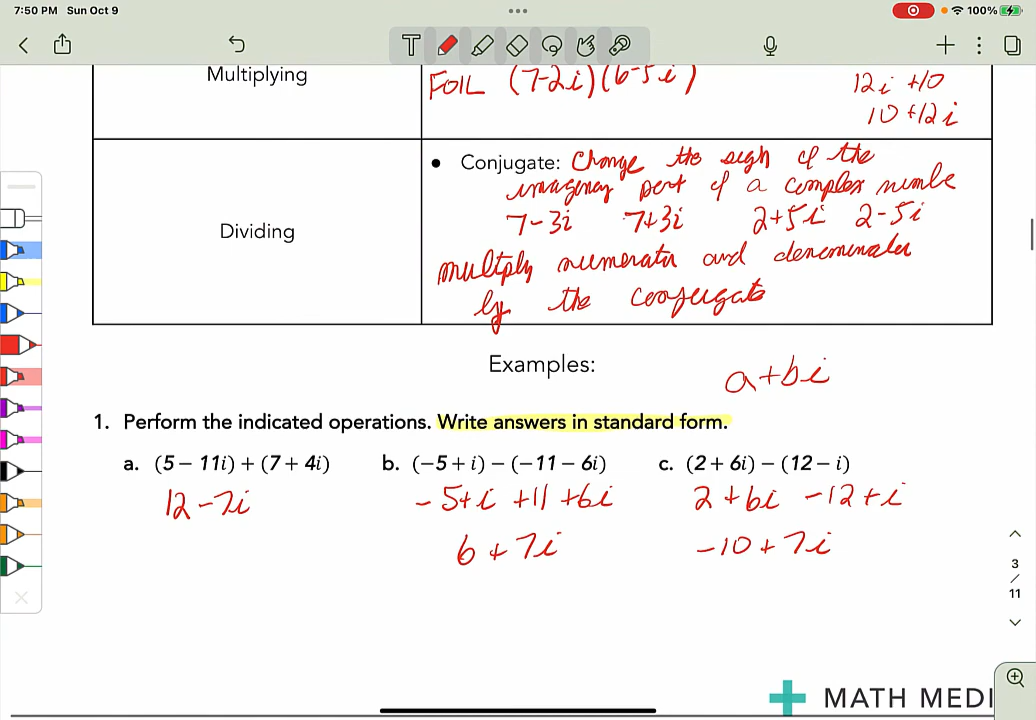 7:50 PM Sun Oct 9
100%
Multiplying
FOIL (7-2i)(6-5i)
12i +10
10 +12i
Dividing
• Conjugate: Change the sign of the
imaginary part of a complex numbe
7-3i 7+3i 2+5i 2-5i
multiply numerator and denominator
by the conjugate
Examples:
a+bi
1. Perform the indicated operations. Write answers in standard form.
a. (5 − 11i) + (7 + 4i) b. (−5 + i) − (−11 − 6i) c. (2 + 6i) − (12 − i)
12 -7i -5+i +11 +6i 2 +6i -12 +i
6 + 7i -10 + 7i
3
/
11
MATH MEDI